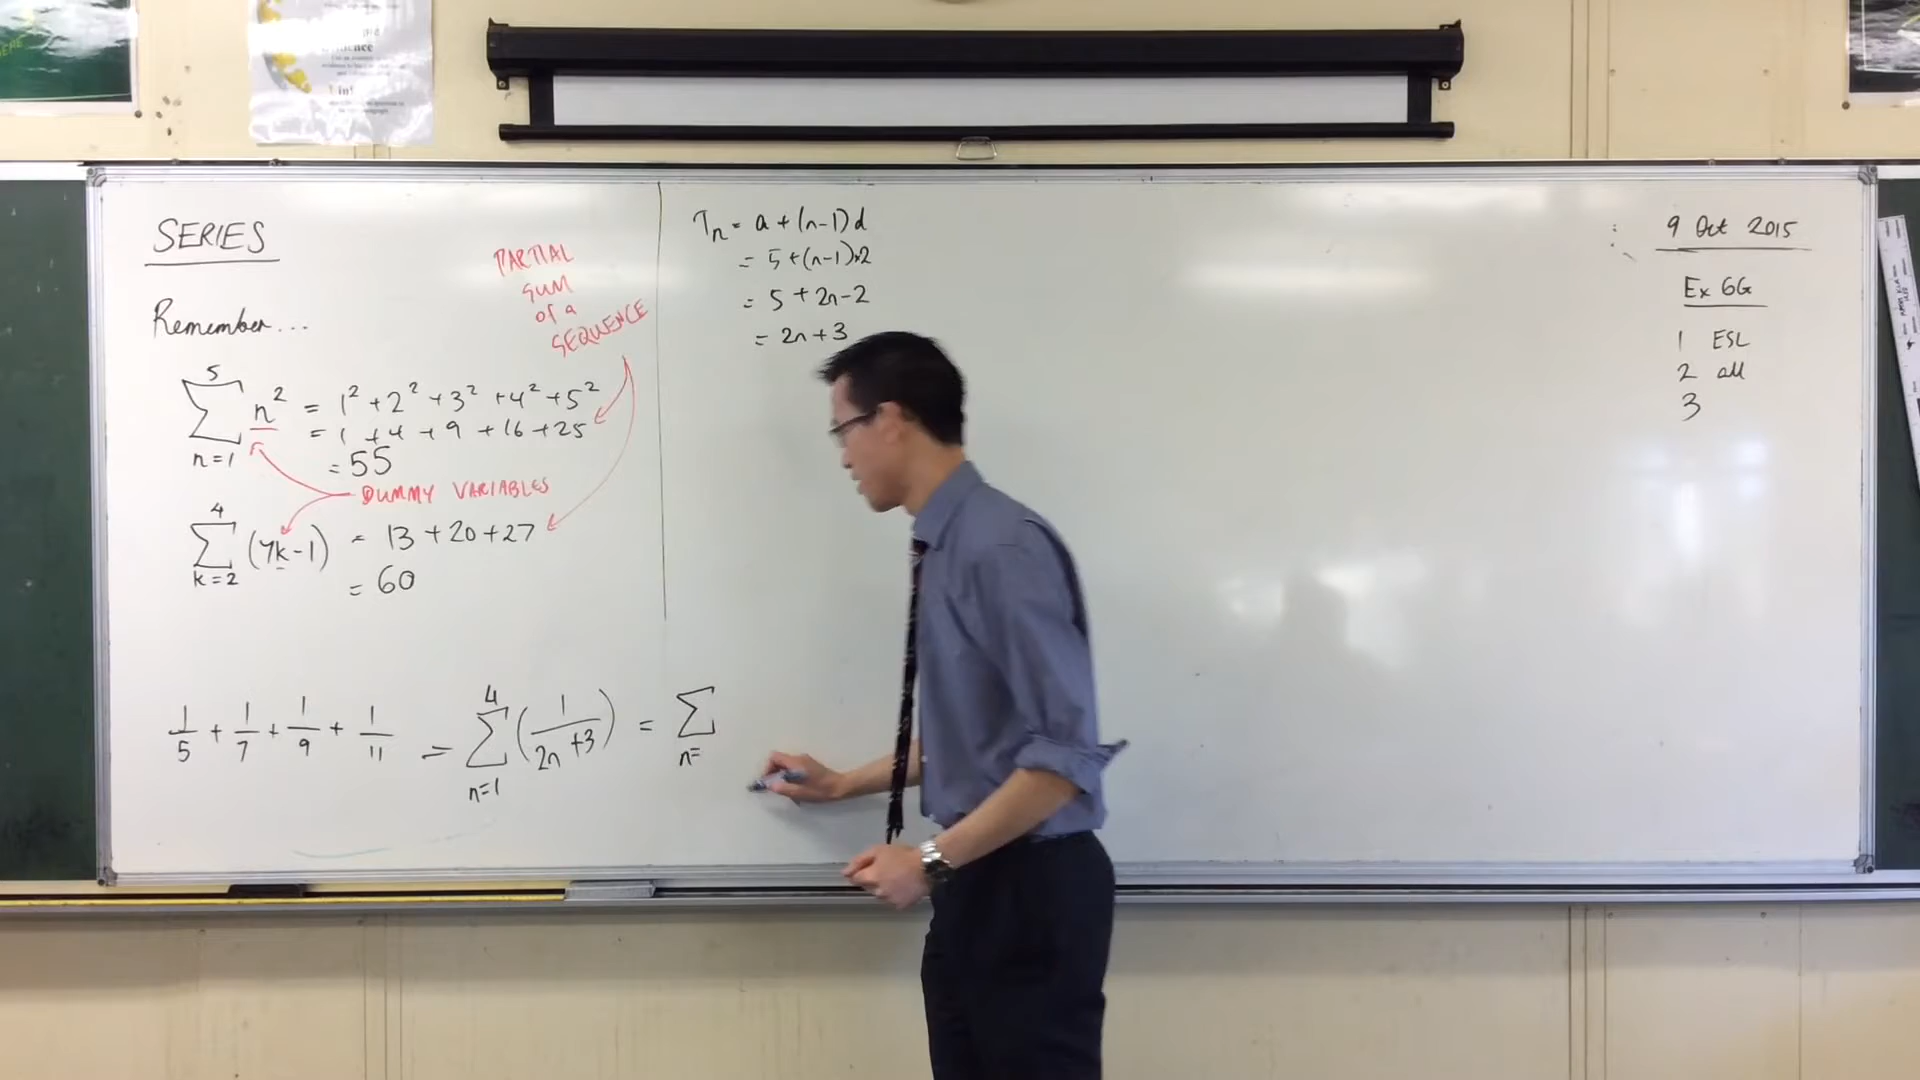 SERIES
Remember...
PARTIAL
SUM
of a
SEQUENCE
5
∑ n² = 1² + 2² + 3² + 4² + 5²
n=1
= 1 + 4 + 9 + 16 + 25
= 55
DUMMY VARIABLES
4
∑ (7k-1) = 13 + 20 + 27
k=2
= 60
1/5 + 1/7 + 1/9 + 1/11 = ∑ (1/(2n+3)) = ∑
4
n=1
n=
Tn = a + (n-1)d
= 5 + (n-1)×2
= 5 + 2n - 2
= 2n + 3
9 Oct 2015
Ex 6G
1 ESL
2 all
3